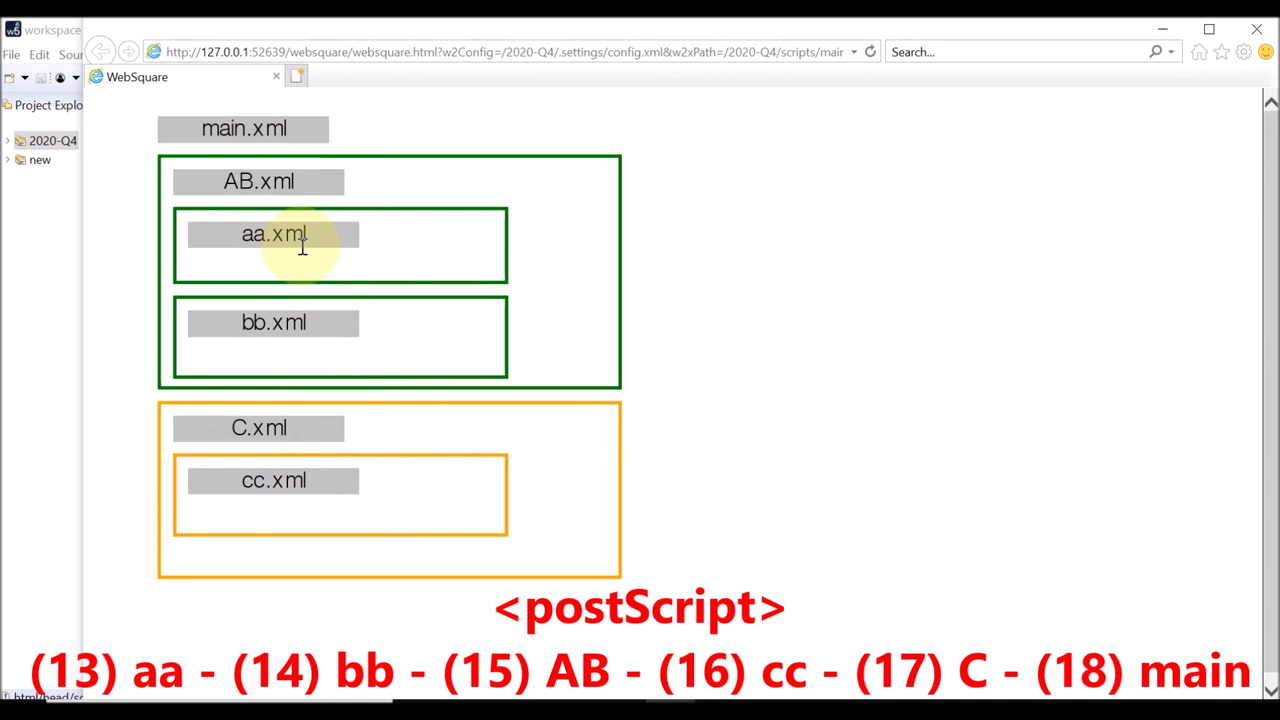 workspace
File Edit Sour
Project Explo
2020-Q4
new
http://127.0.0.1:52639/websquare/websquare.html?w2Config=/2020-Q4/.settings/config.xml&w2xPath=/2020-Q4/scripts/main
Search...
WebSquare
main.xml
AB.xml
aa.xml
bb.xml
C.xml
cc.xml
<postScript>
(13) aa - (14) bb - (15) AB - (16) cc - (17) C - (18) main